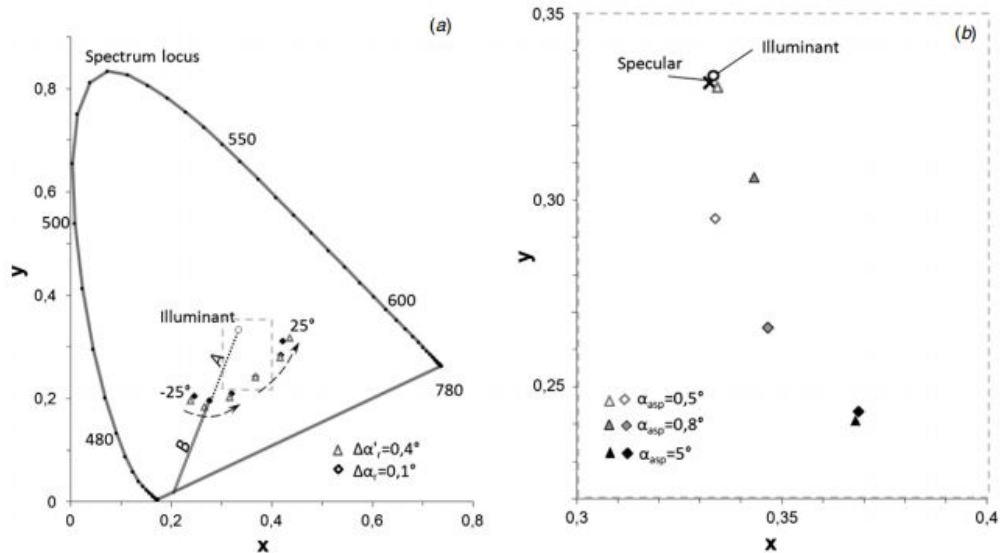 (a)
Spectrum locus
0,8
550
0,6
500
y
0,4
600
Illuminant
25°
A
-25°
780
0,2
B
480
Δα'r=0,4°
Δαr=0,1°
0
0 0,2 0,4 0,6 0,8
x
0,35
(b)
Illuminant
Specular
0,30
y
0,25
αasp=0,5°
αasp=0,8°
αasp=5°
0,3 0,35 0,4
x